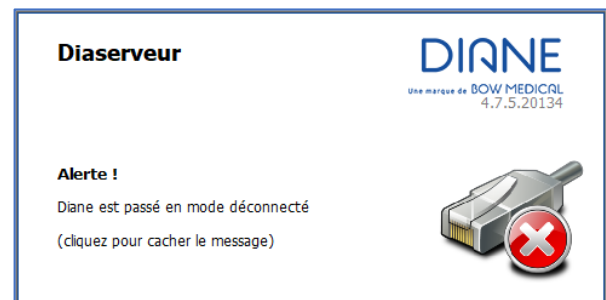 Diaserveur
DIANE
Une marque de BOW MEDICAL
4.7.5.20134
Alerte !
Diane est passé en mode déconnecté
(cliquez pour cacher le message)